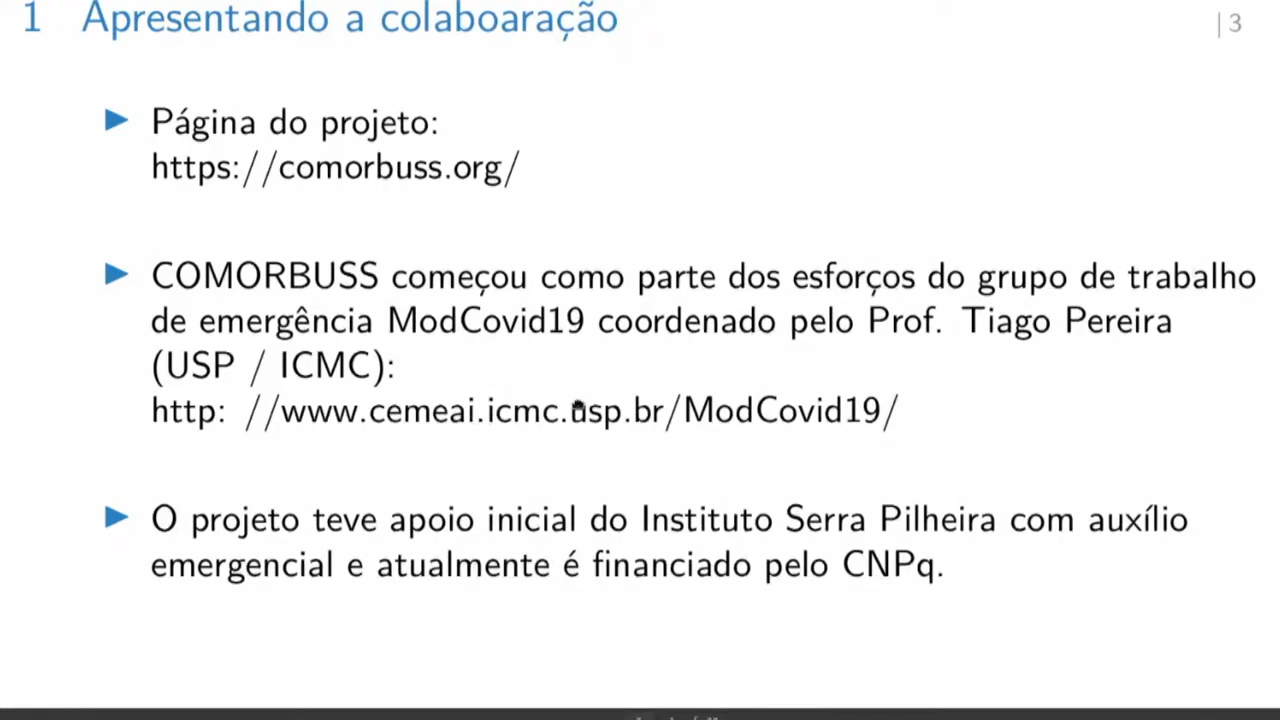 1 Apresentando a colaboaração
| 3
Página do projeto:
https://comorbuss.org/
COMORBUSS começou como parte dos esforços do grupo de trabalho
de emergência ModCovid19 coordenado pelo Prof. Tiago Pereira
(USP / ICMC):
http: //www.cemeai.icmc.usp.br/ModCovid19/
O projeto teve apoio inicial do Instituto Serra Pilheira com auxílio
emergencial e atualmente é financiado pelo CNPq.